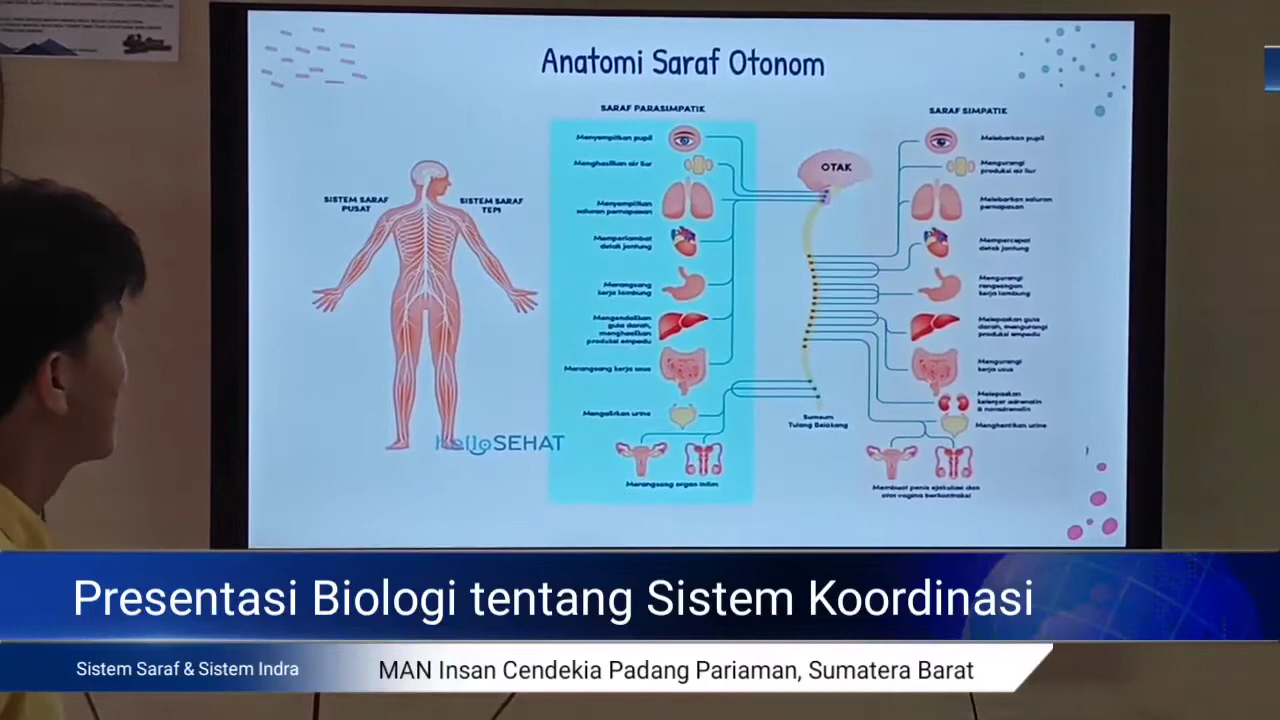 Anatomi Saraf Otonom
SARAF PARASIMPATIK
SARAF SIMPATIK
SISTEM SARAF
PUSAT
SISTEM SARAF
TEPI
Menyempitkan pupil
Menghasilkan air liur
Menyempitkan
saluran pernapasan
Memperlambat
detak jantung
Merangsang
kerja lambung
Mengendalikan
gula darah,
menghasilkan
produksi empedu
Merangsang kerja usus
Mengalirkan urine
Merangsang organ intim
OTAK
Sumsum
Tulang Belakang
Melebarkan pupil
Mengurangi
produksi air liur
Melebarkan saluran
pernapasan
Mempercepat
detak jantung
Mengurangi
rangsangan
kerja lambung
Melepaskan gula
darah, mengurangi
produksi empedu
Mengurangi
kerja usus
Melepaskan
kelenjar adrenalin
& noradrenalin
Menghentikan urine
Membuat penis ejakulasi dan
otot vagina berkontraksi
hello SEHAT
Presentasi Biologi tentang Sistem Koordinasi
Sistem Saraf & Sistem Indra
MAN Insan Cendekia Padang Pariaman, Sumatera Barat